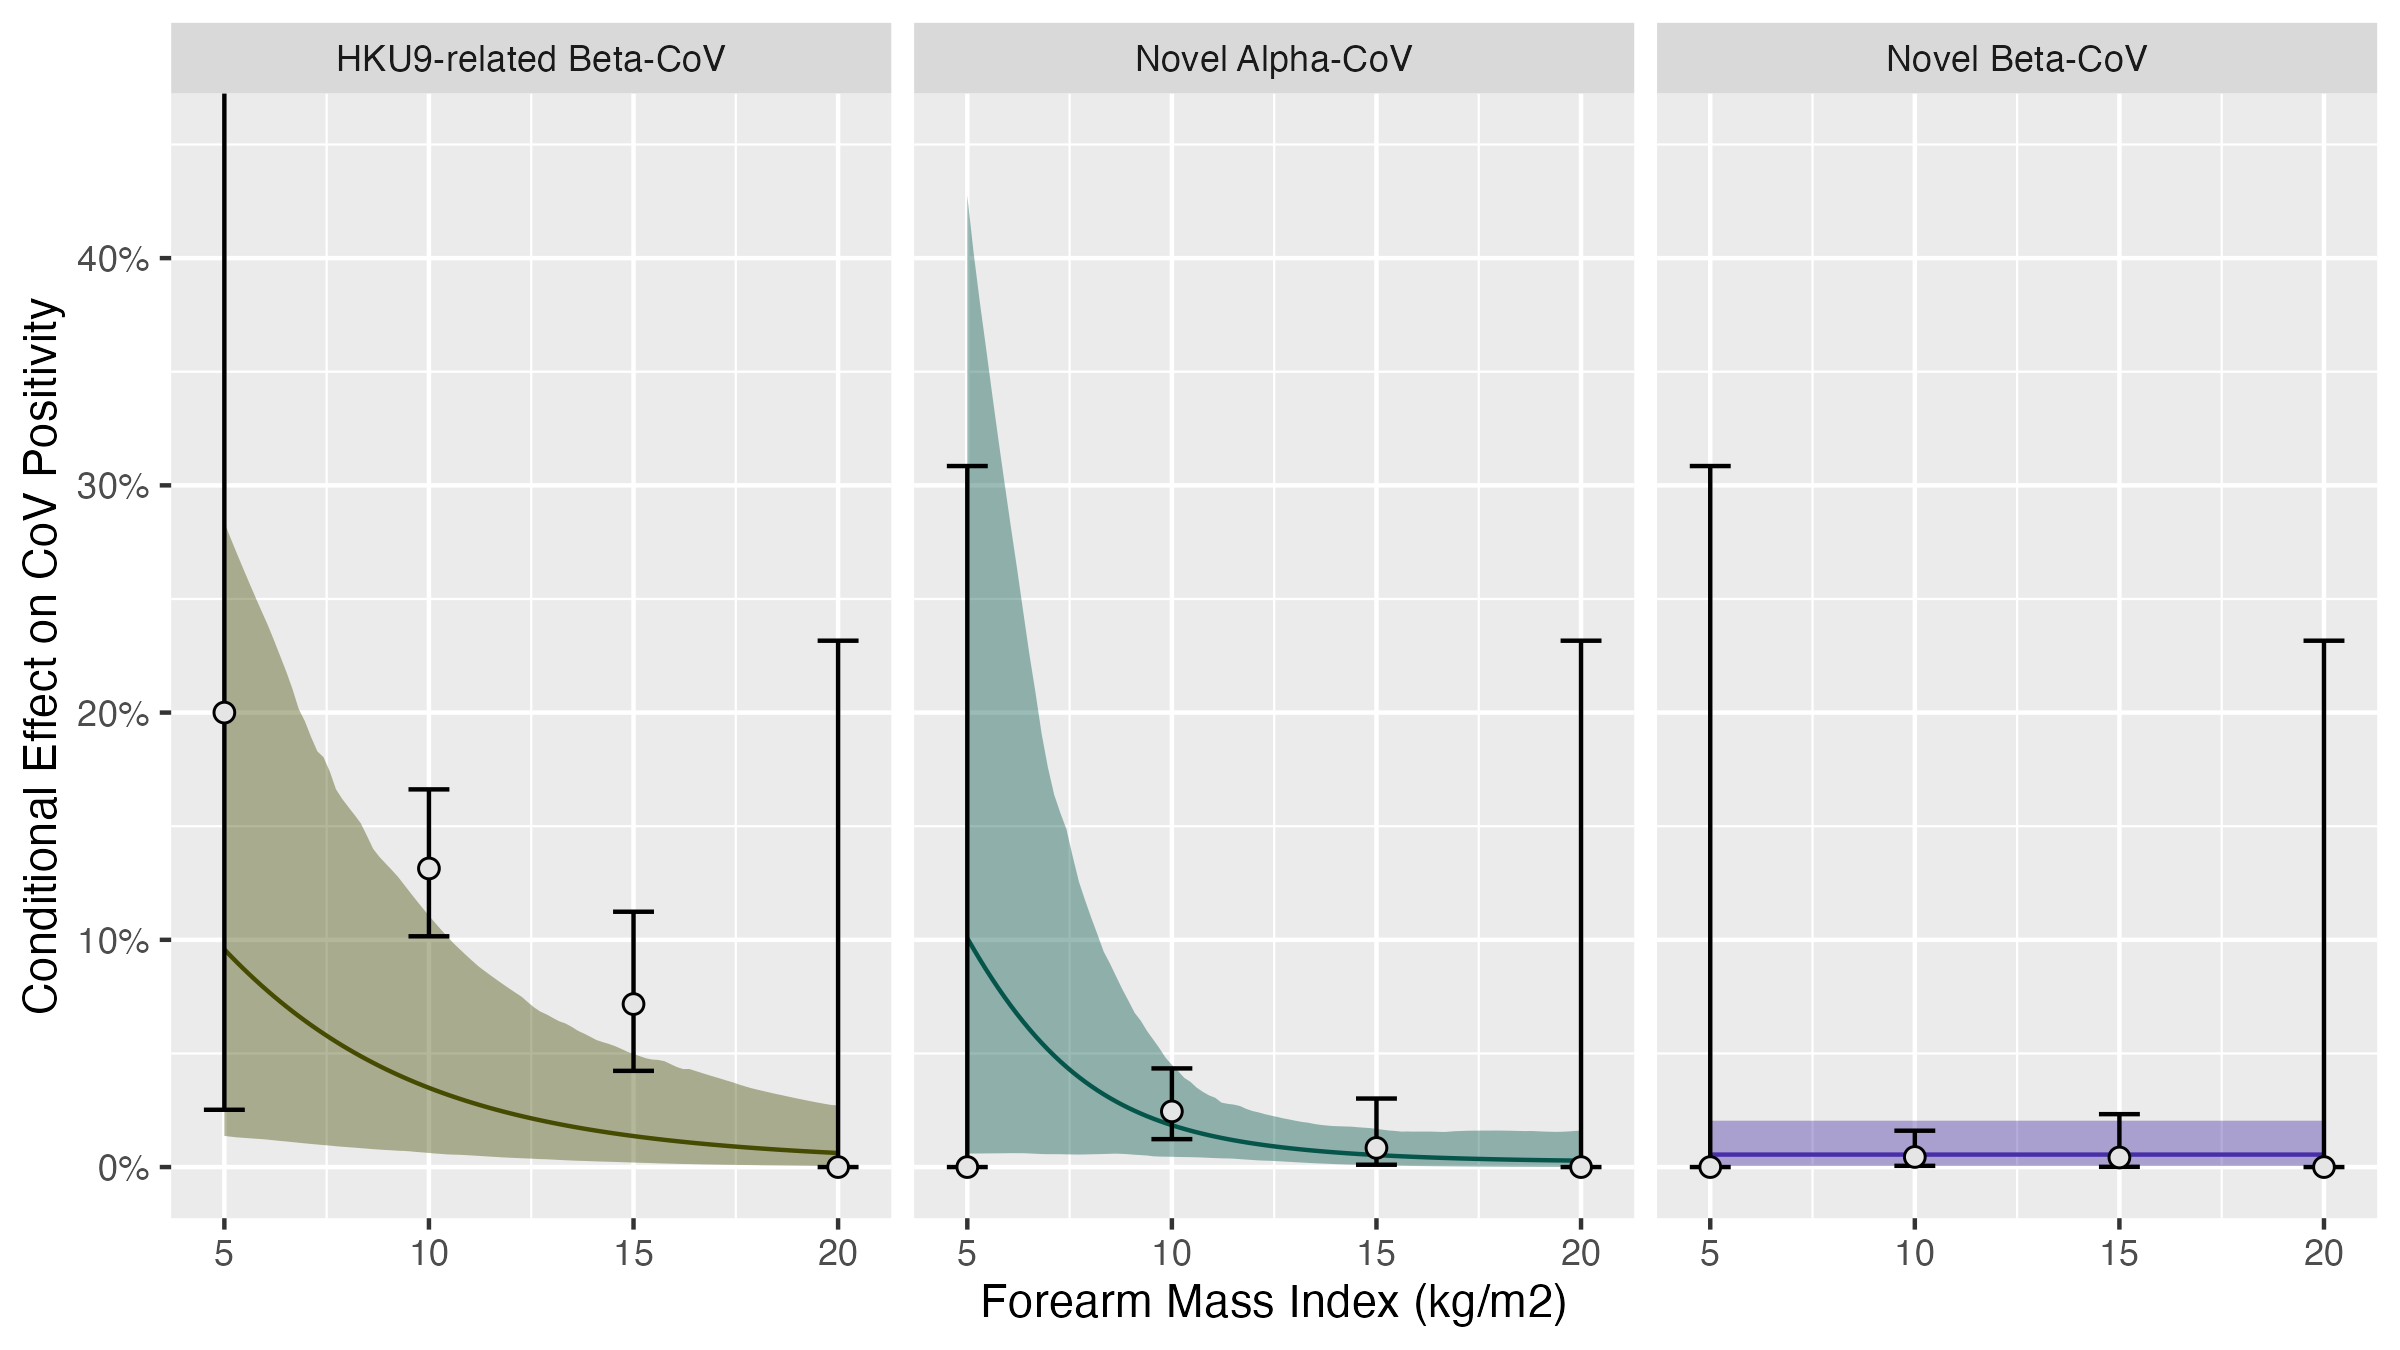 HKU9-related Beta-CoV
Novel Alpha-CoV
Novel Beta-CoV
Conditional Effect on CoV Positivity
40%
30%
20%
10%
0%
5 10 15 20
5 10 15 20
5 10 15 20
Forearm Mass Index (kg/m2)